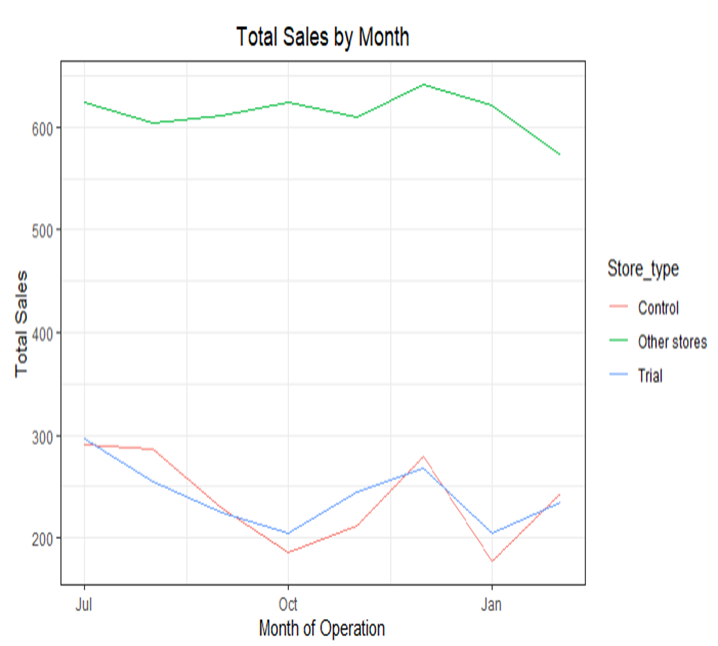 Total Sales by Month
Total Sales
600
500
400
300
200
Jul
Oct
Jan
Month of Operation
Store_type
Control
Other stores
Trial